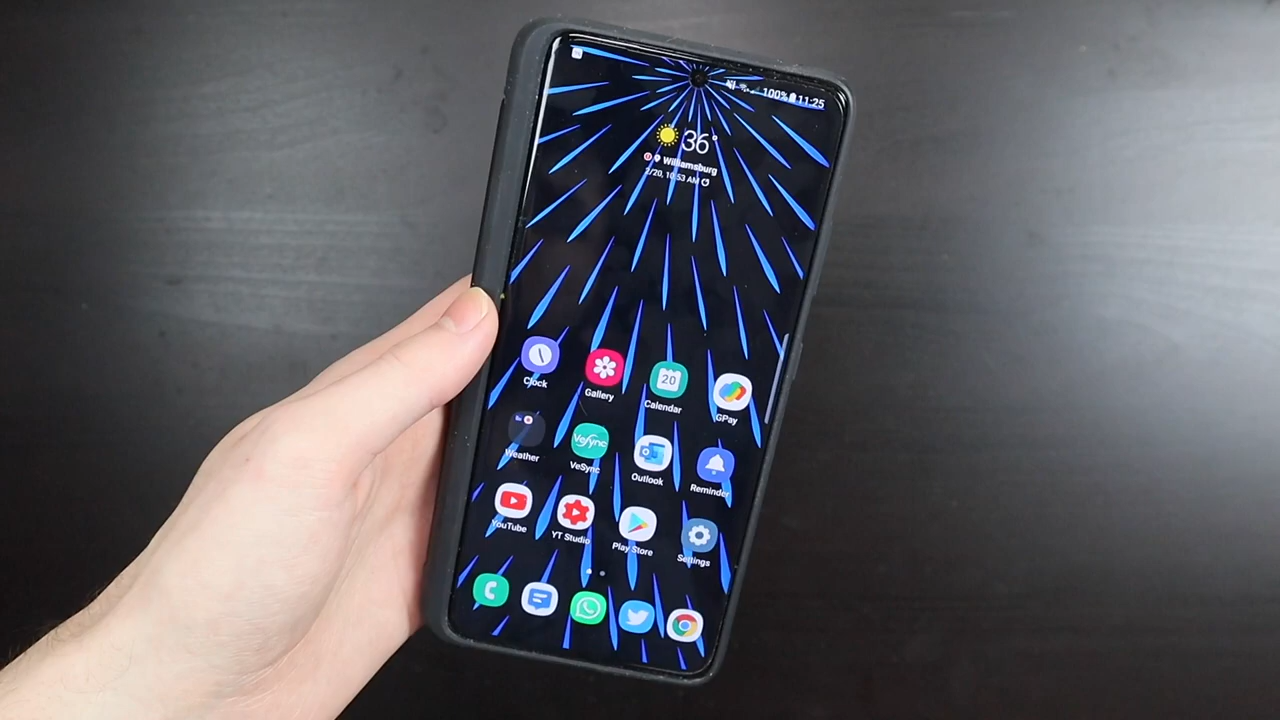 100% 11:25
36°
Williamsburg
2/20, 10:53 AM
Clock
Gallery
20
Calendar
GPay
Weather
VeSync
VeSync
Outlook
Reminder
YouTube
YT Studio
Play Store
Settings